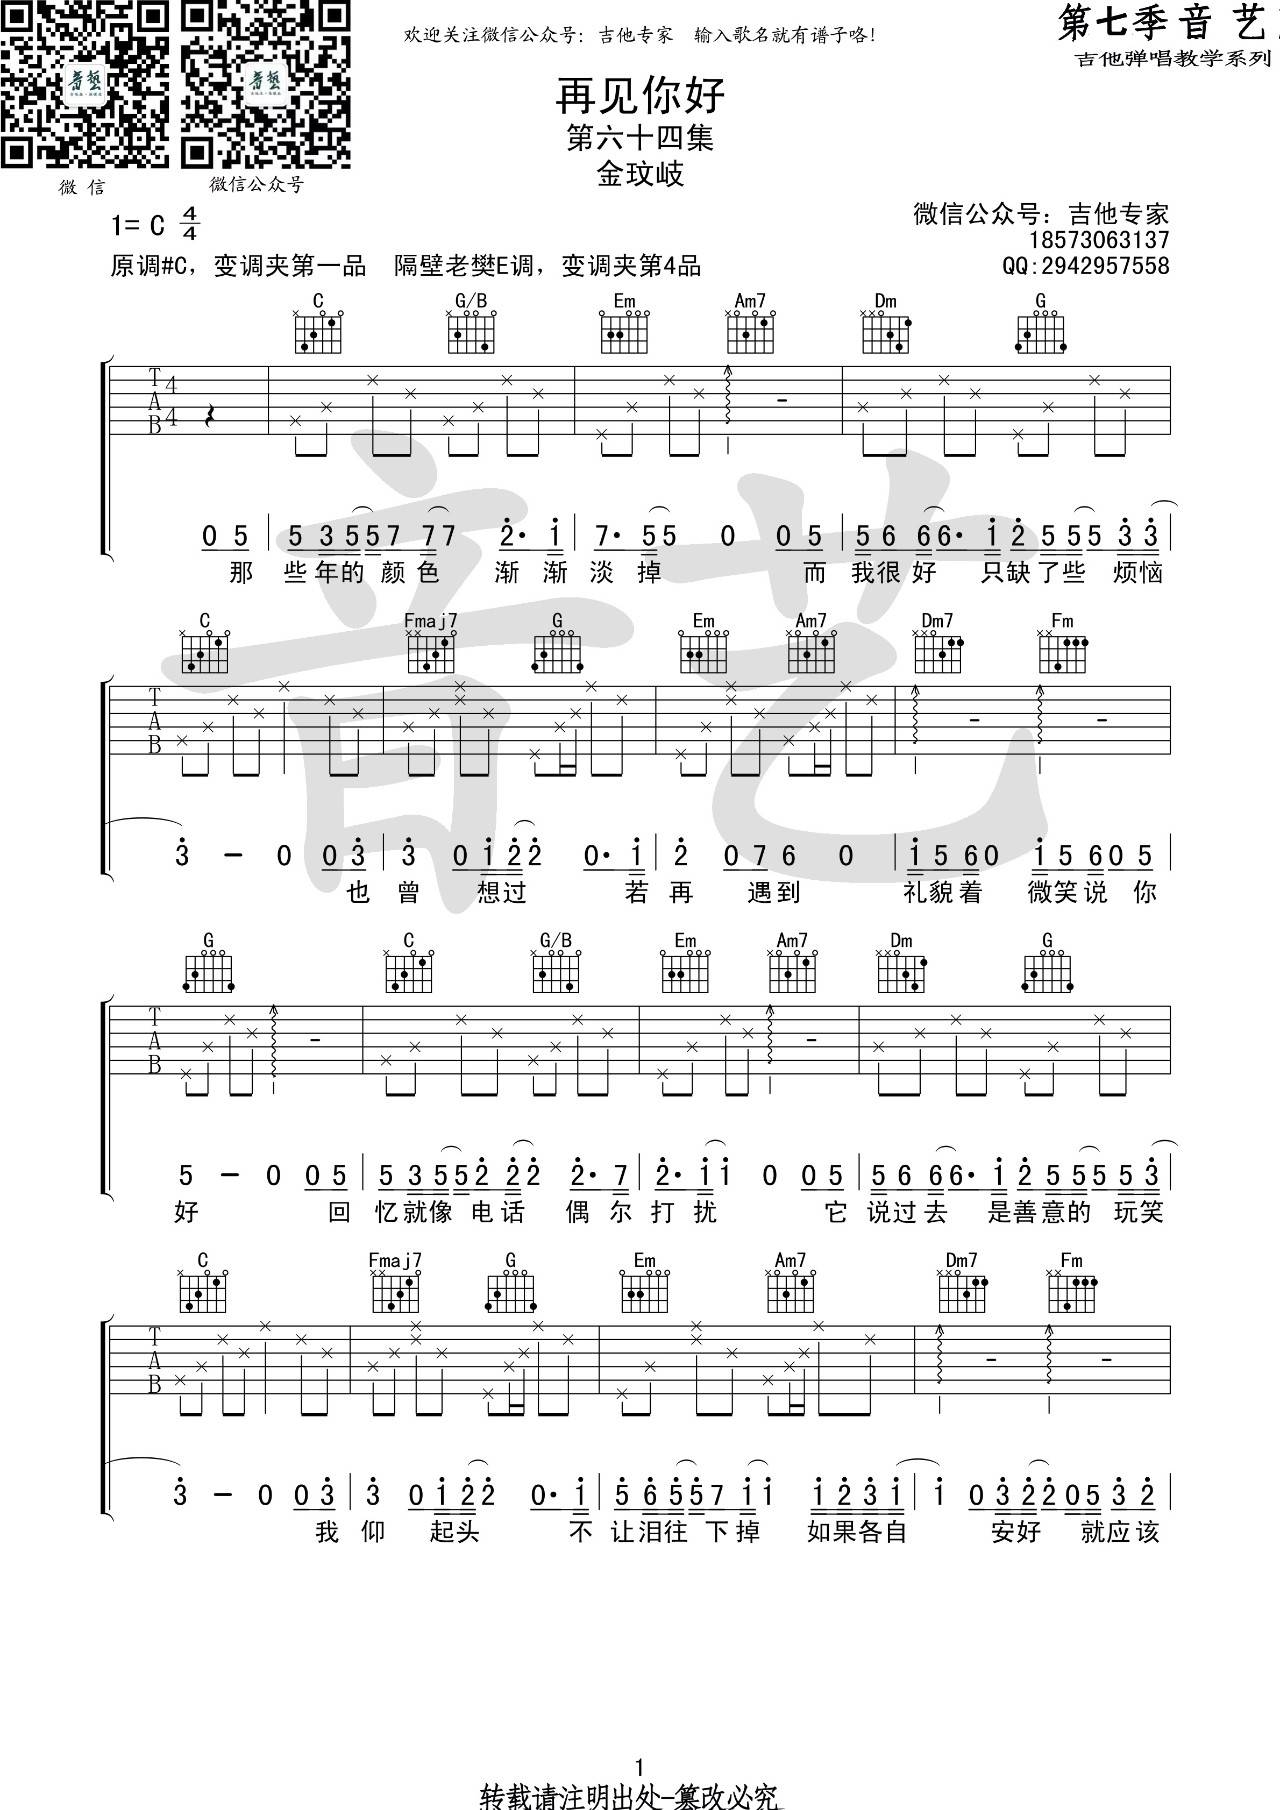 欢迎关注微信公众号：吉他专家　输入歌名就有谱子咯！
第七季音 艺
吉他弹唱教学系列
音藝
音藝
微 信
微信公众号
再见你好
第六十四集
金玟岐
1= C 4/4
微信公众号：吉他专家
18573063137
QQ:2942957558
原调#C，变调夹第一品　隔壁老樊E调，变调夹第4品
C G/B Em Am7 Dm G
T A B 4 4
0 5 5 3 5 5 7 7 7 2· 1 7· 5 5 0 0 5 5 6 6 6· 1 2 5 5 5 3 3
那 些 年 的 颜 色 渐 渐 淡 掉 而 我 很 好 只 缺 了 些 烦 恼
C Fmaj7 G Em Am7 Dm7 Fm
T A B
3 - 0 0 3 3 0 1 2 2 0· 1 2 0 7 6 0 1 5 6 0 1 5 6 0 5
也 曾 想 过 若 再 遇 到 礼 貌 着 微 笑 说 你
G C G/B Em Am7 Dm G
T A B
5 - 0 0 5 5 3 5 5 2 2 2 2· 7 2· 1 1 0 0 5 5 6 6 6· 1 2 5 5 5 5 3
好 回 忆 就 像 电 话 偶 尔 打 扰 它 说 过 去 是 善 意 的 玩 笑
C Fmaj7 G Em Am7 Dm7 Fm
T A B
3 - 0 0 3 3 0 1 2 2 0· 1 5 6 5 5 7 1 1 1 2 3 1 1 0 3 2 2 0 5 3 2
我 仰 起 头 不 让 泪 往 下 掉 如 果 各 自 安 好 就 应 该
音艺
1
转载请注明出处-篡改必究